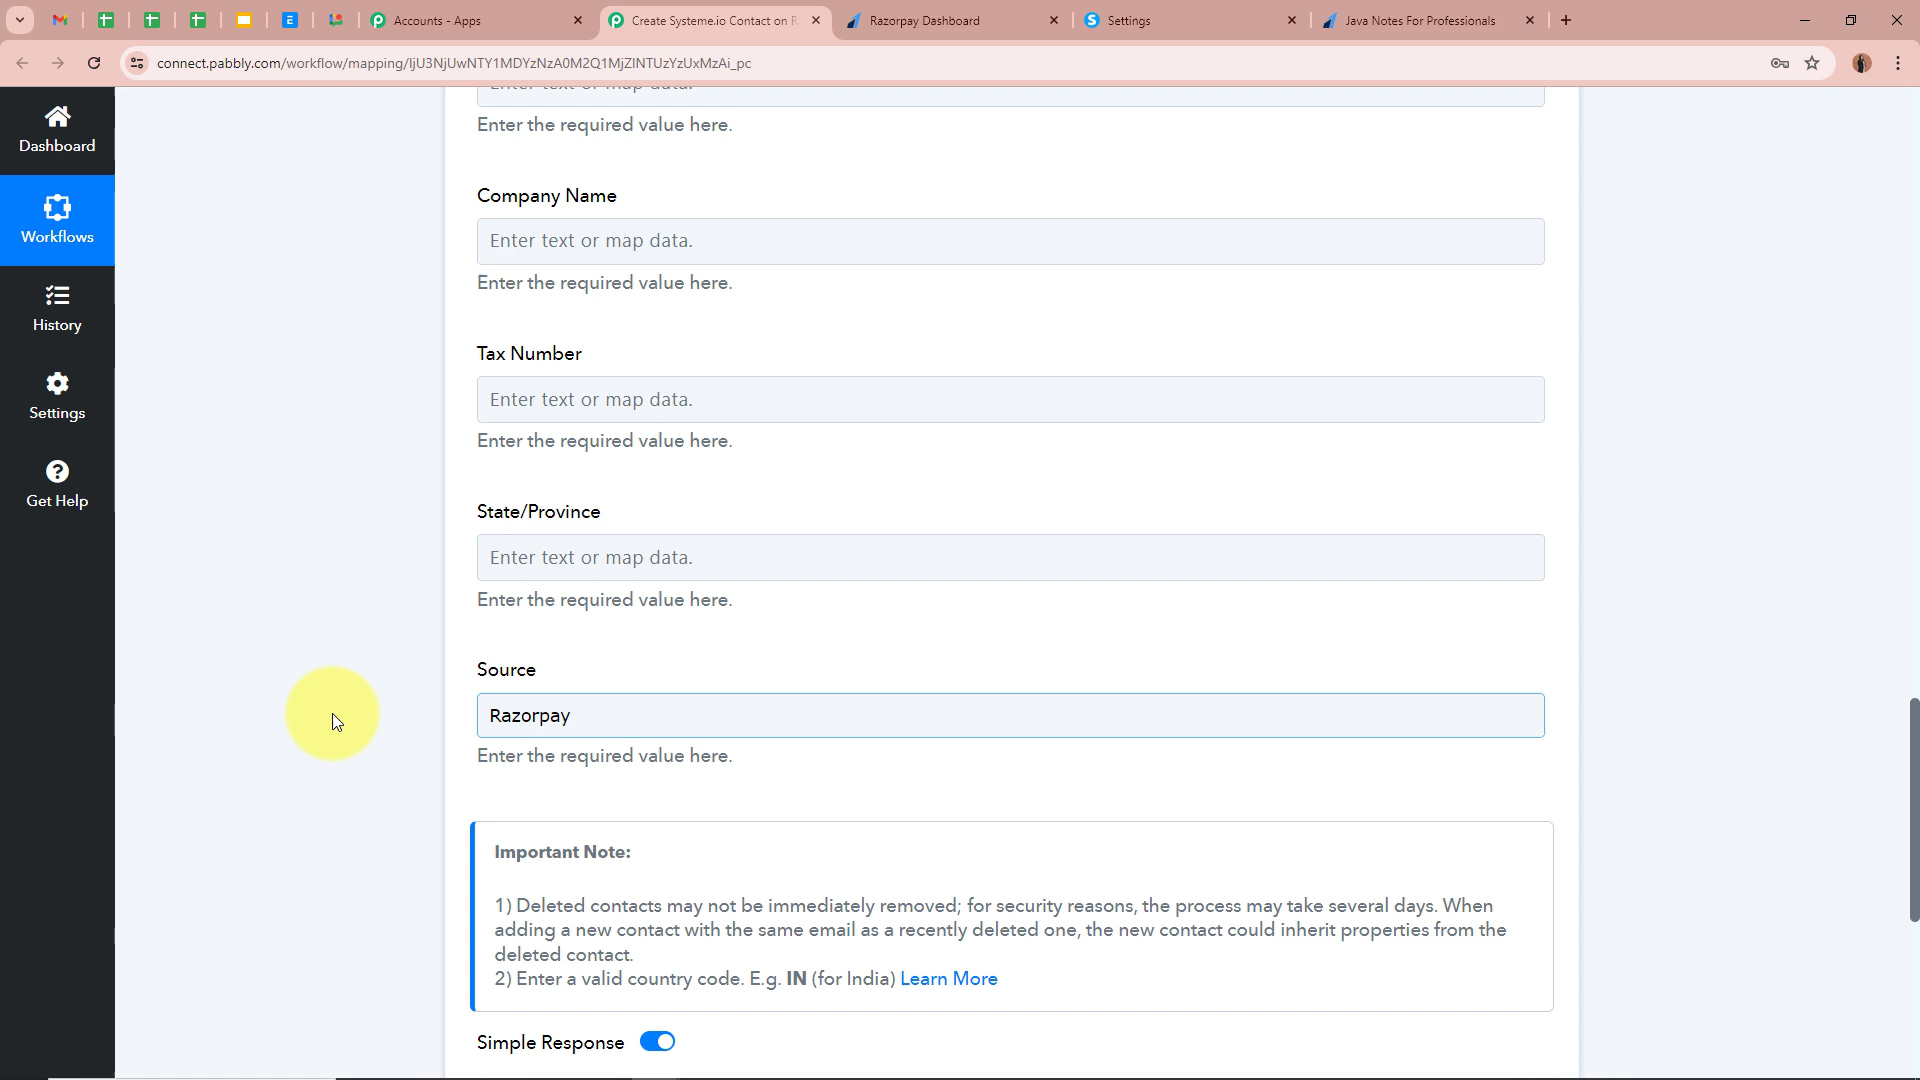 Accounts - Apps
Create Systeme.io Contact on R
Razorpay Dashboard
Settings
Java Notes For Professionals
connect.pabbly.com/workflow/mapping/
Dashboard
Workflows
History
Settings
Get Help
Enter text or map data.
Enter the required value here.
Company Name
Enter text or map data.
Enter the required value here.
Tax Number
Enter text or map data.
Enter the required value here.
State/Province
Enter text or map data.
Enter the required value here.
Source
Razorpay
Enter the required value here.
Important Note:
1) Deleted contacts may not be immediately removed; for security reasons, the process may take several days. When
adding a new contact with the same email as a recently deleted one, the new contact could inherit properties from the
deleted contact.
2) Enter a valid country code. E.g. IN (for India) Learn More
Simple Response